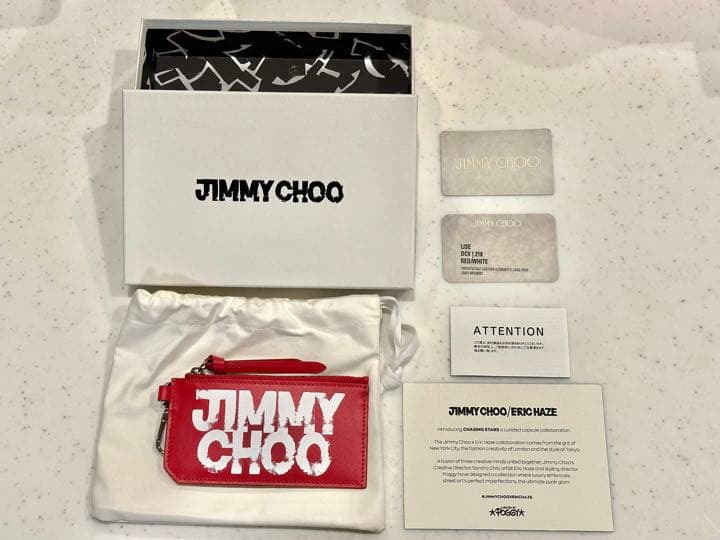 JIMMY CHOO
JIMMY CHOO
JIMMY CHOO
LISE
DCV | 218
RED/WHITE
ATTENTION
JIMMY
CHOO
JIMMY CHOO/ERIC HAZE
Introducing CHASING STARS a curated capsule collaboration.
The Jimmy Choo x Eric Haze collaboration comes from the grit of
New York City, the fashion creativity of London and the style of Tokyo.
A fusion of three creative minds united together, Jimmy Choo's
Creative Director, Sandra Choi, artist Eric Haze and styling director
Poggy have designed a collection where luxury embraces
street art's perfect imperfections, the ultimate punk glam.
#JIMMYCHOOXERICHAZE
POGGY